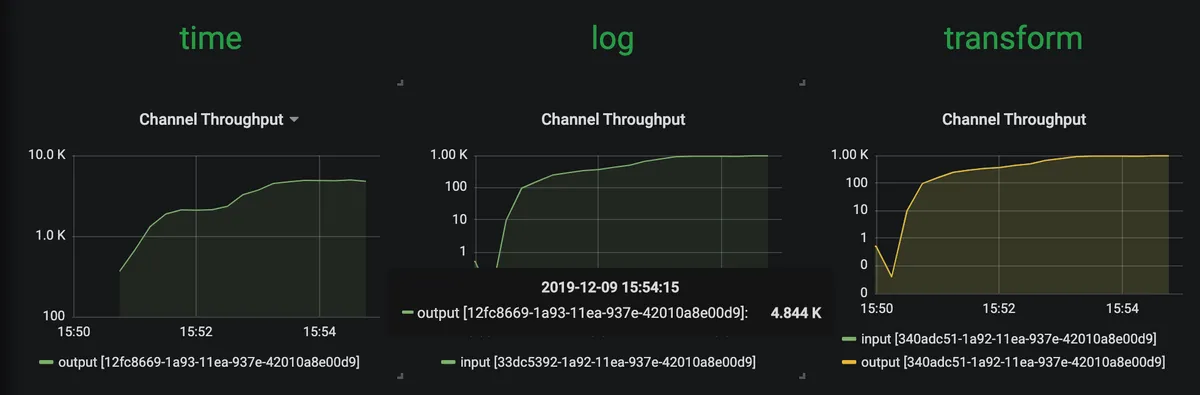 time
log
transform
Channel Throughput
10.0 K
1.0 K
100
15:50
15:52
15:54
output [12fc8669-1a93-11ea-937e-42010a8e00d9]
Channel Throughput
1.00 K
100
10
1
2019-12-09 15:54:15
output [12fc8669-1a93-11ea-937e-42010a8e00d9]: 4.844 K
input [33dc5392-1a92-11ea-937e-42010a8e00d9]
Channel Throughput
1.00 K
100
10
1
0
0
15:50
15:52
15:54
input [340adc51-1a92-11ea-937e-42010a8e00d9]
output [340adc51-1a92-11ea-937e-42010a8e00d9]